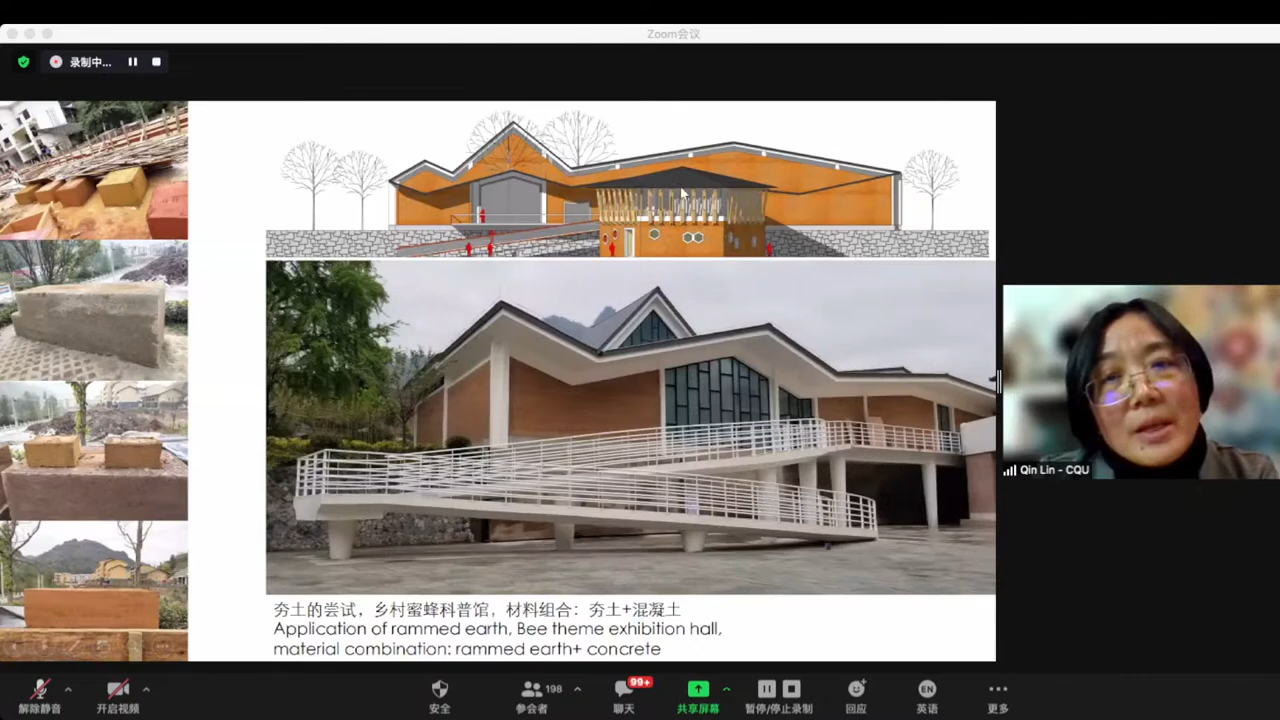 Zoom会议
录制中...
夯土的尝试，乡村蜜蜂科普馆，材料组合：夯土+混凝土
Application of rammed earth, Bee theme exhibition hall,
material combination: rammed earth+ concrete
Qin Lin - CQU
198
99+
EN
解除静音
开启视频
安全
参会者
聊天
共享屏幕
暂停/停止录制
回应
英语
更多